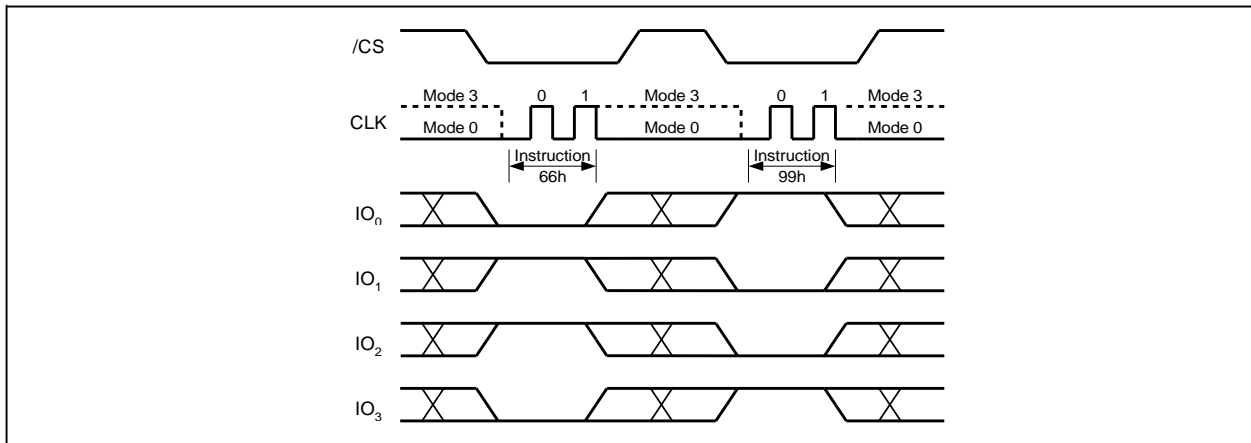 /CS
Mode 3 0 1 Mode 3 0 1 Mode 3
CLK
Mode 0 Mode 0 Mode 0
Instruction Instruction
66h 99h
IO₀
IO₁
IO₂
IO₃